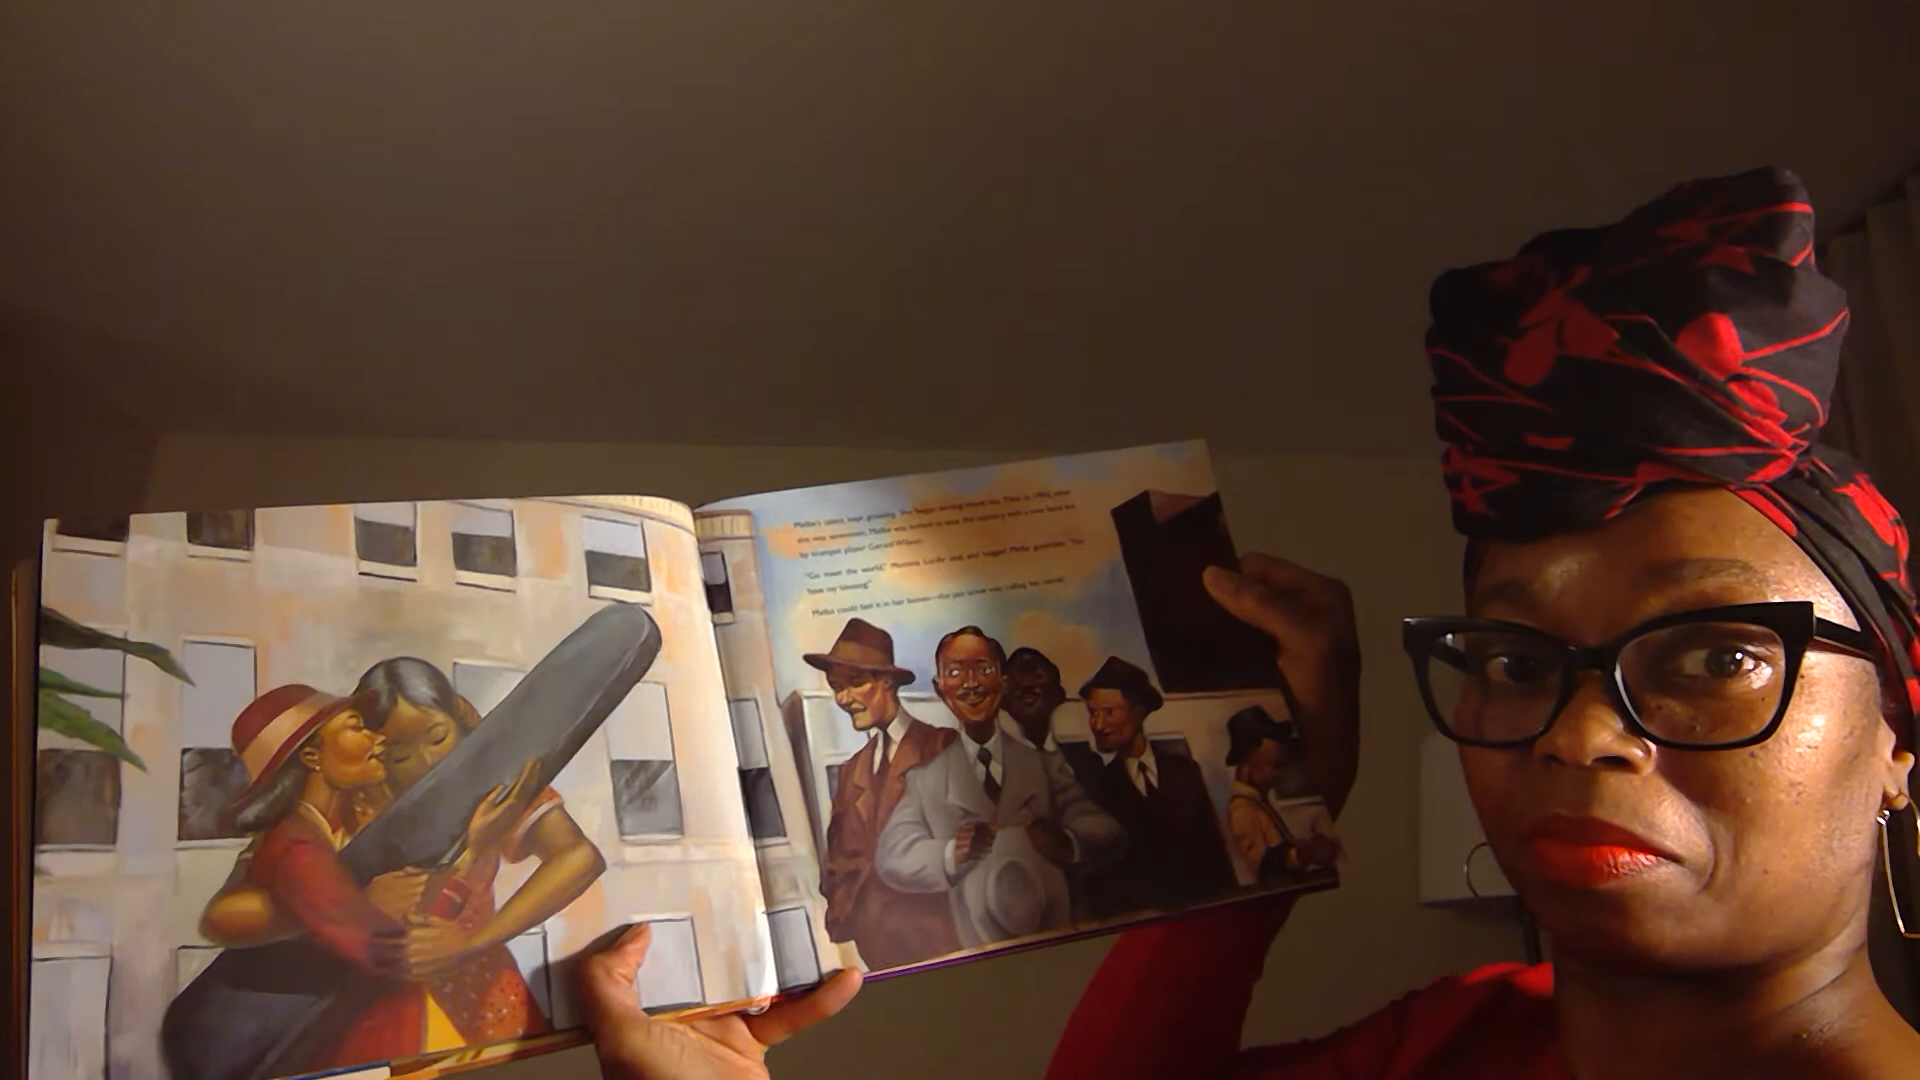 Melba's talent kept growing. She began writing music too. Then in 1943, when
she was seventeen, Melba was invited to tour the country with a new band led
by trumpet player Gerald Wilson.
"Go meet the world," Momma Lucille said, and hugged Melba goodbye. "You
have my blessing."
Melba could feel it in her bones—the jazz scene was calling her name!